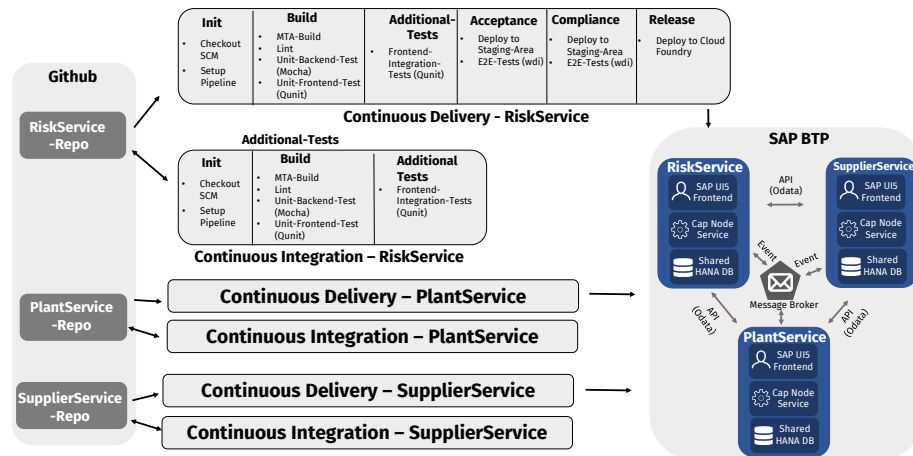 Github
RiskService
-Repo
PlantService
-Repo
SupplierService
-Repo
Init
• Checkout
SCM
• Setup
Pipeline
Build
• MTA-Build
• Lint
• Unit-Backend-Test
(Mocha)
• Unit-Frontend-Test
(Qunit)
Additional-
Tests
• Frontend-
Integration-
Tests (Qunit)
Acceptance
• Deploy to
Staging-Area
• E2E-Tests (wdi)
Compliance
• Deploy to
Staging-Area
• E2E-Tests (wdi)
Release
• Deploy to Cloud
Foundry
Continuous Delivery - RiskService
Additional-Tests
Init
• Checkout
SCM
• Setup
Pipeline
Build
• MTA-Build
• Lint
• Unit-Backend-Test
(Mocha)
• Unit-Frontend-Test
(Qunit)
Additional
Tests
• Frontend-
Integration-Tests
(Qunit)
Continuous Integration – RiskService
Continuous Delivery – PlantService
Continuous Integration – PlantService
Continuous Delivery – SupplierService
Continuous Integration – SupplierService
SAP BTP
RiskService
SAP UI5
Frontend
Cap Node
Service
Shared
HANA DB
API
(Odata)
SupplierService
SAP UI5
Frontend
Cap Node
Service
Shared
HANA DB
Event
Event
Message Broker
API
(Odata)
API
(Odata)
PlantService
SAP UI5
Frontend
Cap Node
Service
Shared
HANA DB